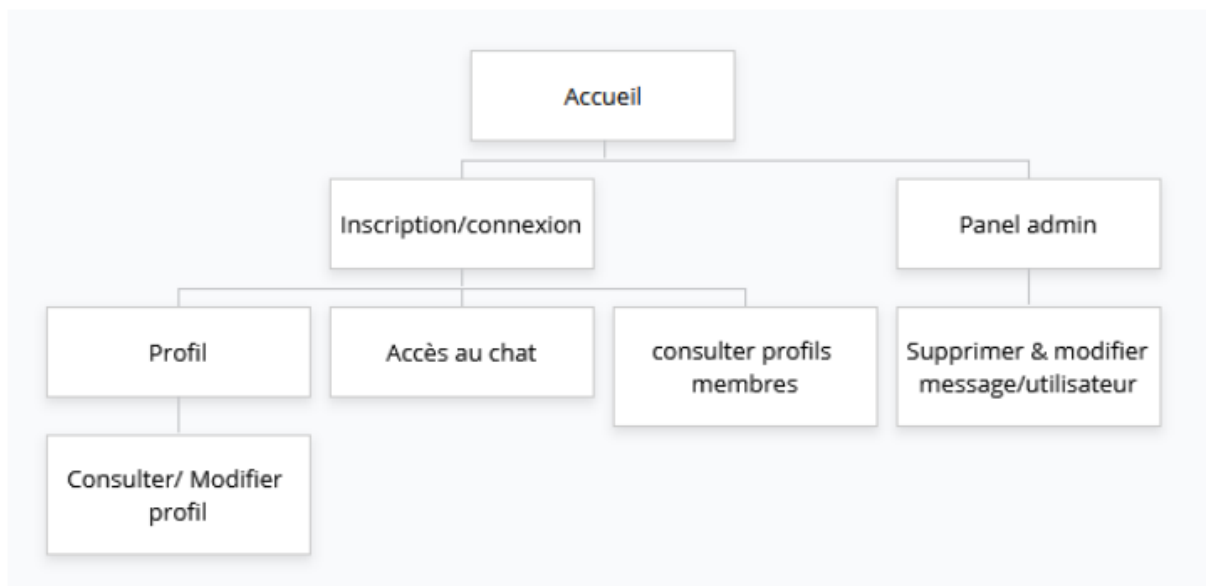 Accueil
Inscription/connexion
Panel admin
Profil
Accès au chat
consulter profils
membres
Supprimer & modifier
message/utilisateur
Consulter/ Modifier
profil